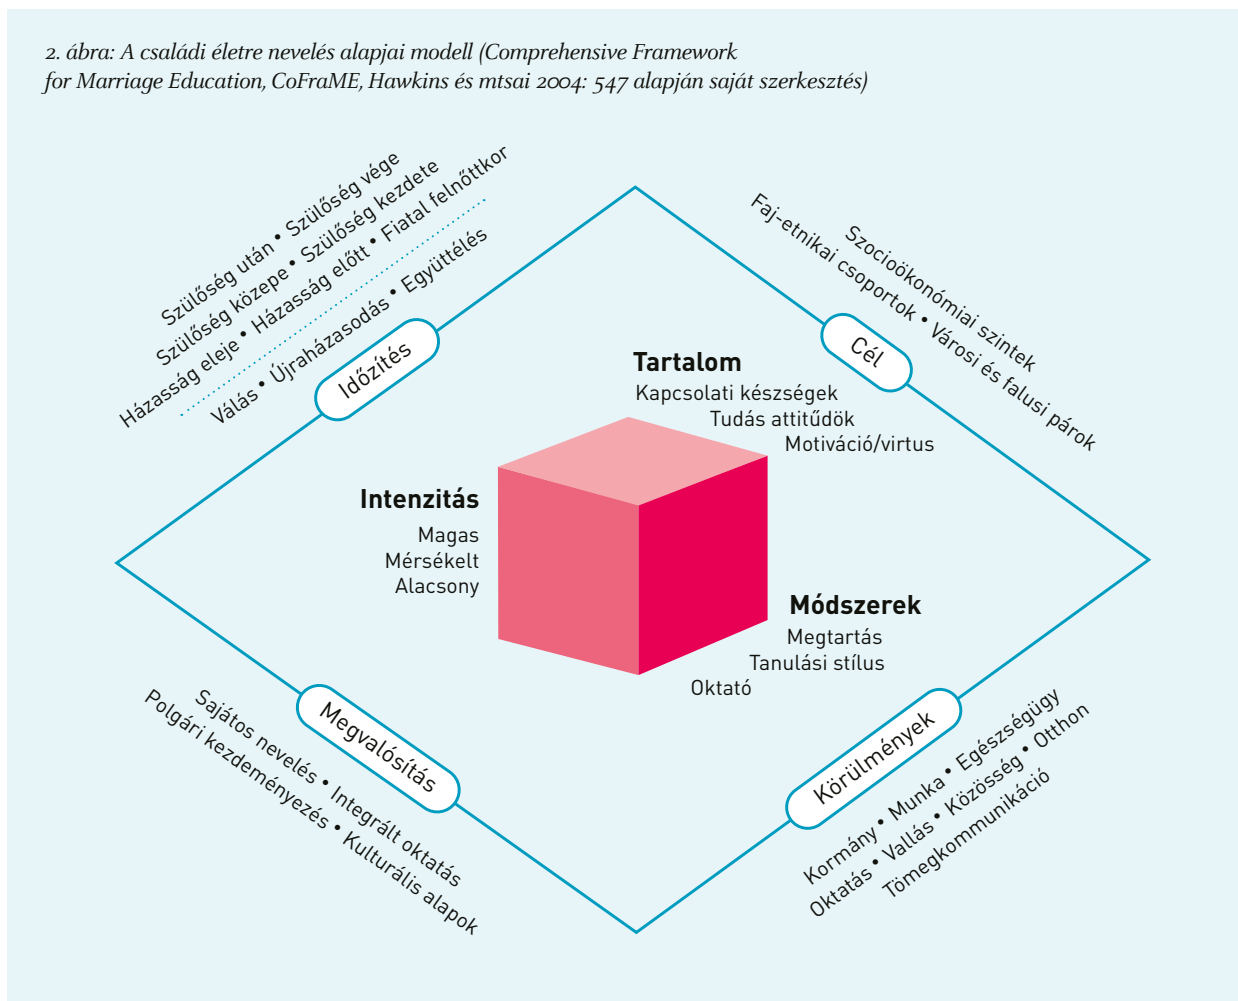 2. ábra: A családi életre nevelés alapjai modell (Comprehensive Framework
for Marriage Education, CoFraME, Hawkins és mtsai 2004: 547 alapján saját szerkesztés)
Szülőség után • Szülőség vége
Szülőség közepe • Szülőség kezdete
Házasság eleje • Házasság előtt • Fiatal felnőttkor
Válás • Újraházasodás • Együttélés
Időzítés
Szocioökonómiai szintek
Faj-etnikai csoportok • Városi és falusi párok
Cél
Tartalom
Kapcsolati készségek
Tudás attitűdök
Motiváció/virtus
Intenzitás
Magas
Mérsékelt
Alacsony
Módszerek
Megtartás
Tanulási stílus
Oktató
Megvalósítás
Sajátos nevelés • Integrált oktatás
Polgári kezdeményezés • Kulturális alapok
Körülmények
Kormány • Munka • Egészségügy
Oktatás • Vallás • Közösség • Otthon
Tömegkommunikáció